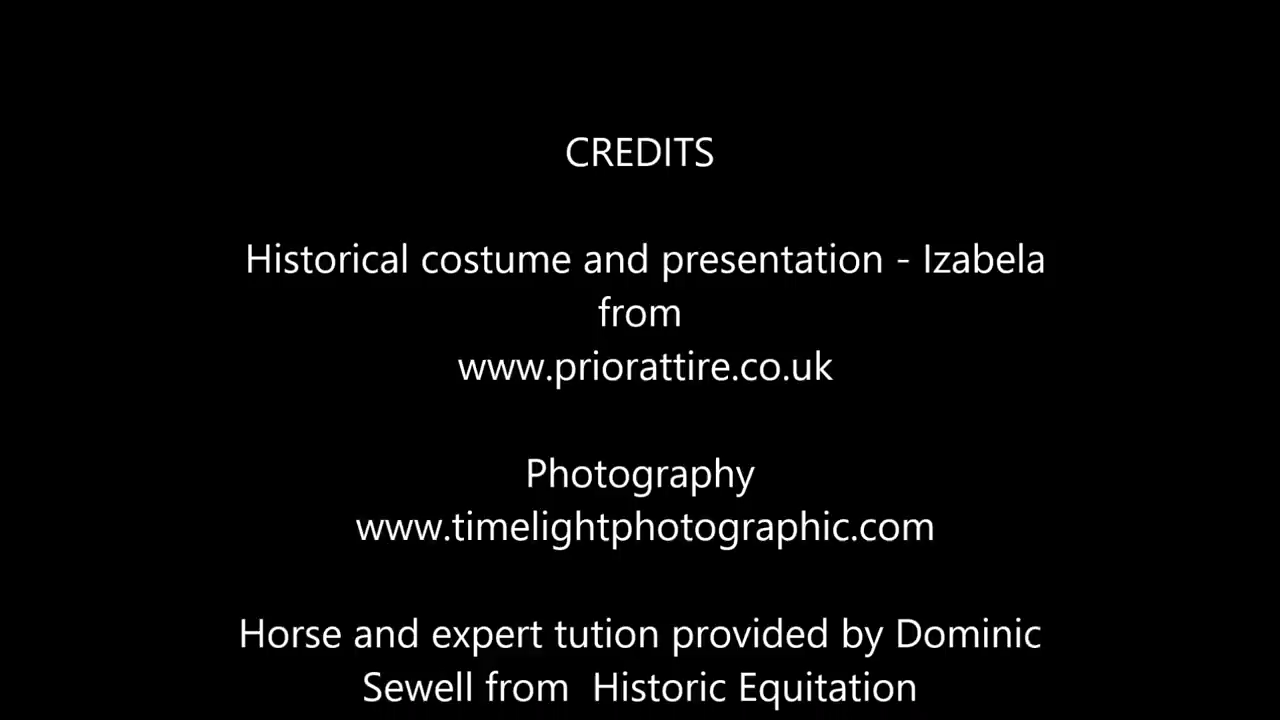 CREDITS
Historical costume and presentation - Izabela
from
www.priorattire.co.uk
Photography
www.timelightphotographic.com
Horse and expert tution provided by Dominic
Sewell from  Historic Equitation